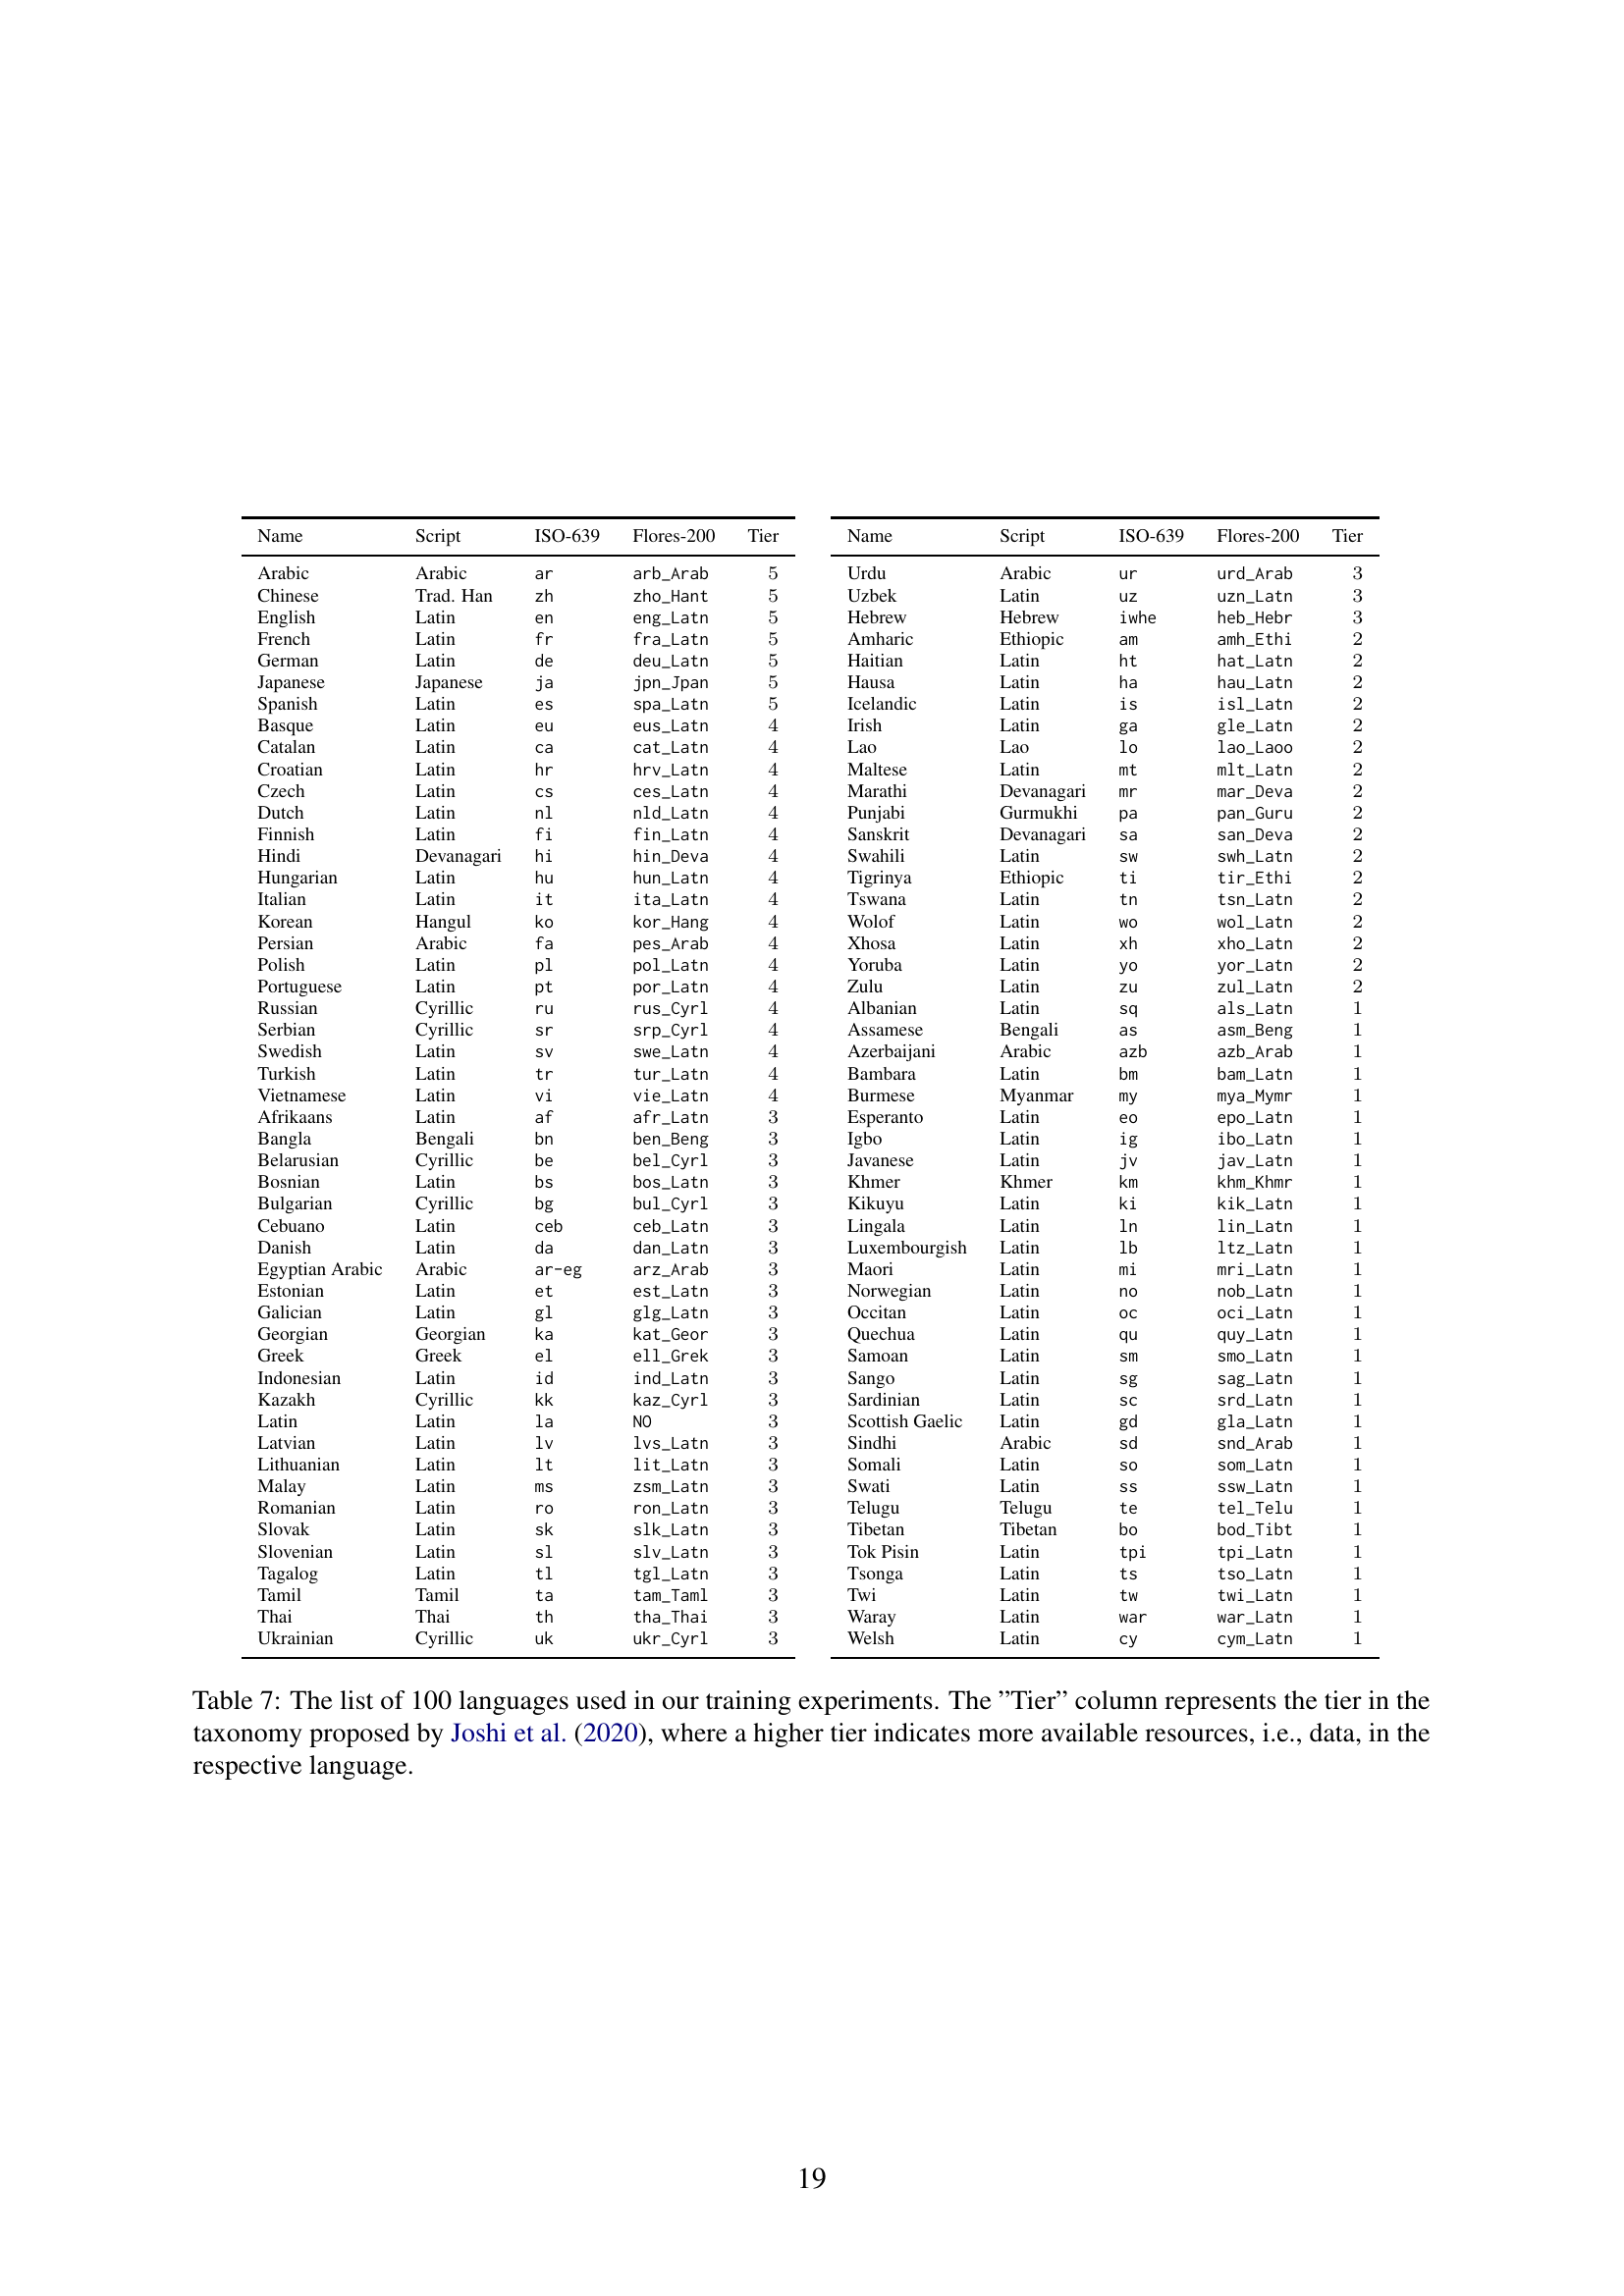 Name Script ISO-639 Flores-200 Tier
Arabic Arabic ar arb_Arab 5
Chinese Trad. Han zh zho_Hant 5
English Latin en eng_Latn 5
French Latin fr fra_Latn 5
German Latin de deu_Latn 5
Japanese Japanese ja jpn_Jpan 5
Spanish Latin es spa_Latn 5
Basque Latin eu eus_Latn 4
Catalan Latin ca cat_Latn 4
Croatian Latin hr hrv_Latn 4
Czech Latin cs ces_Latn 4
Dutch Latin nl nld_Latn 4
Finnish Latin fi fin_Latn 4
Hindi Devanagari hi hin_Deva 4
Hungarian Latin hu hun_Latn 4
Italian Latin it ita_Latn 4
Korean Hangul ko kor_Hang 4
Persian Arabic fa pes_Arab 4
Polish Latin pl pol_Latn 4
Portuguese Latin pt por_Latn 4
Russian Cyrillic ru rus_Cyrl 4
Serbian Cyrillic sr srp_Cyrl 4
Swedish Latin sv swe_Latn 4
Turkish Latin tr tur_Latn 4
Vietnamese Latin vi vie_Latn 4
Afrikaans Latin af afr_Latn 3
Bangla Bengali bn ben_Beng 3
Belarusian Cyrillic be bel_Cyrl 3
Bosnian Latin bs bos_Latn 3
Bulgarian Cyrillic bg bul_Cyrl 3
Cebuano Latin ceb ceb_Latn 3
Danish Latin da dan_Latn 3
Egyptian Arabic Arabic ar-eg arz_Arab 3
Estonian Latin et est_Latn 3
Galician Latin gl glg_Latn 3
Georgian Georgian ka kat_Geor 3
Greek Greek el ell_Grek 3
Indonesian Latin id ind_Latn 3
Kazakh Cyrillic kk kaz_Cyrl 3
Latin Latin la NO 3
Latvian Latin lv lvs_Latn 3
Lithuanian Latin lt lit_Latn 3
Malay Latin ms zsm_Latn 3
Romanian Latin ro ron_Latn 3
Slovak Latin sk slk_Latn 3
Slovenian Latin sl slv_Latn 3
Tagalog Latin tl tgl_Latn 3
Tamil Tamil ta tam_Taml 3
Thai Thai th tha_Thai 3
Ukrainian Cyrillic uk ukr_Cyrl 3
Name Script ISO-639 Flores-200 Tier
Urdu Arabic ur urd_Arab 3
Uzbek Latin uz uzn_Latn 3
Hebrew Hebrew iwhe heb_Hebr 3
Amharic Ethiopic am amh_Ethi 2
Haitian Latin ht hat_Latn 2
Hausa Latin ha hau_Latn 2
Icelandic Latin is isl_Latn 2
Irish Latin ga gle_Latn 2
Lao Lao lo lao_Laoo 2
Maltese Latin mt mlt_Latn 2
Marathi Devanagari mr mar_Deva 2
Punjabi Gurmukhi pa pan_Guru 2
Sanskrit Devanagari sa san_Deva 2
Swahili Latin sw swh_Latn 2
Tigrinya Ethiopic ti tir_Ethi 2
Tswana Latin tn tsn_Latn 2
Wolof Latin wo wol_Latn 2
Xhosa Latin xh xho_Latn 2
Yoruba Latin yo yor_Latn 2
Zulu Latin zu zul_Latn 2
Albanian Latin sq als_Latn 1
Assamese Bengali as asm_Beng 1
Azerbaijani Arabic azb azb_Arab 1
Bambara Latin bm bam_Latn 1
Burmese Myanmar my mya_Mymr 1
Esperanto Latin eo epo_Latn 1
Igbo Latin ig ibo_Latn 1
Javanese Latin jv jav_Latn 1
Khmer Khmer km khm_Khmr 1
Kikuyu Latin ki kik_Latn 1
Lingala Latin ln lin_Latn 1
Luxembourgish Latin lb ltz_Latn 1
Maori Latin mi mri_Latn 1
Norwegian Latin no nob_Latn 1
Occitan Latin oc oci_Latn 1
Quechua Latin qu quy_Latn 1
Samoan Latin sm smo_Latn 1
Sango Latin sg sag_Latn 1
Sardinian Latin sc srd_Latn 1
Scottish Gaelic Latin gd gla_Latn 1
Sindhi Arabic sd snd_Arab 1
Somali Latin so som_Latn 1
Swati Latin ss ssw_Latn 1
Telugu Telugu te tel_Telu 1
Tibetan Tibetan bo bod_Tibt 1
Tok Pisin Latin tpi tpi_Latn 1
Tsonga Latin ts tso_Latn 1
Twi Latin tw twi_Latn 1
Waray Latin war war_Latn 1
Welsh Latin cy cym_Latn 1
Table 7: The list of 100 languages used in our training experiments. The ”Tier” column represents the tier in the
taxonomy proposed by Joshi et al. (2020), where a higher tier indicates more available resources, i.e., data, in the
respective language.
19